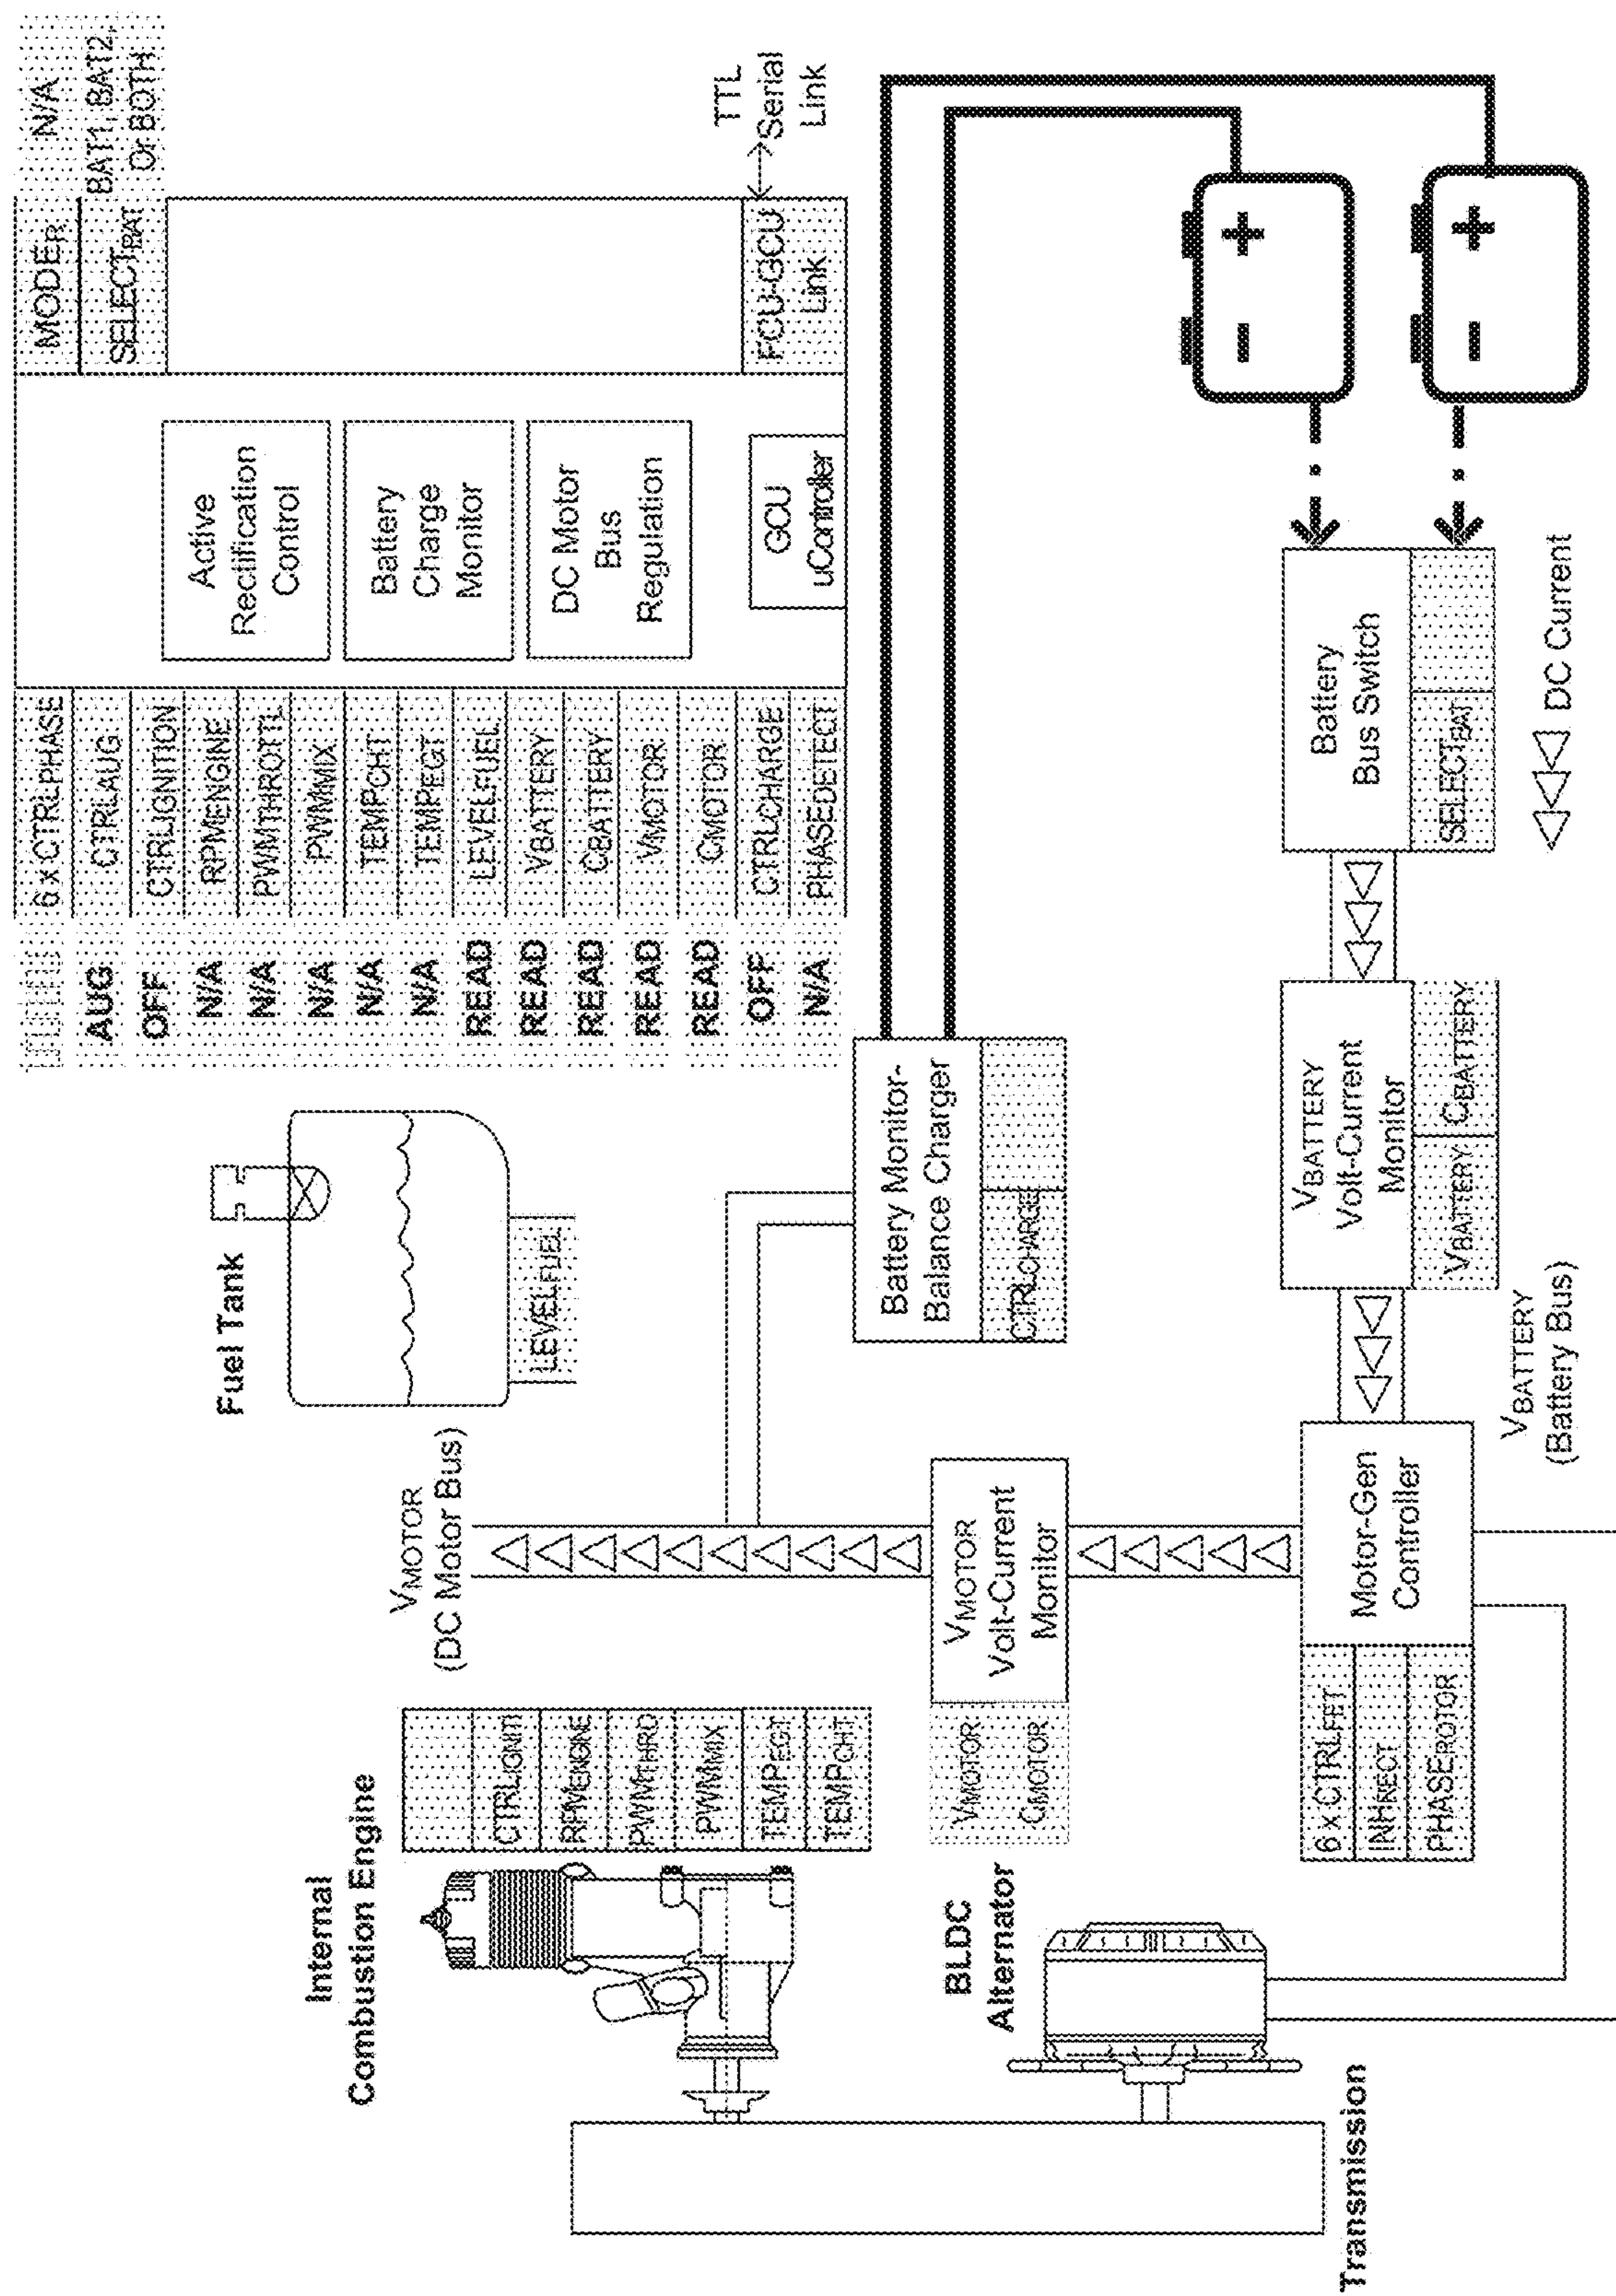 MODER
N/A
SELECTBAT
BAT1, BAT2,
Or BOTH
FCU-GCU
Link
TTL
Serial
Link
Active
Rectification
Control
Battery
Charge
Monitor
DC Motor
Bus
Regulation
GCU
uController
6 x CTRLPHASE
AUG CTRLAUG
OFF CTRLIGNITION
N/A RPMENGINE
N/A PWMTHROTTL
N/A PWMMIX
N/A TEMPCHT
N/A TEMPEGT
READ LEVELFUEL
READ VBATTERY
READ CBATTERY
READ VMOTOR
READ CMOTOR
OFF CTRLCHARGE
N/A PHASEDETECT
Fuel Tank
LEVELFUEL
VMOTOR
(DC Motor Bus)
Internal
Combustion Engine
CTRLIGNITI
RPMENGINE
PWMTHRO
PWMMIX
TEMPEGT
TEMPCHT
Battery Monitor-
Balance Charger
CTRLCHARGE
VMOTOR
Volt-Current
Monitor
VMOTOR
CMOTOR
BLDC
Alternator
Transmission
Motor-Gen
Controller
6 x CTRLFET
INHRECT
PHASEROTOR
VBATTERY
Volt-Current
Monitor
VBATTERY CBATTERY
VBATTERY
(Battery Bus)
Battery
Bus Switch
SELECTBAT
DC Current
- +
- +